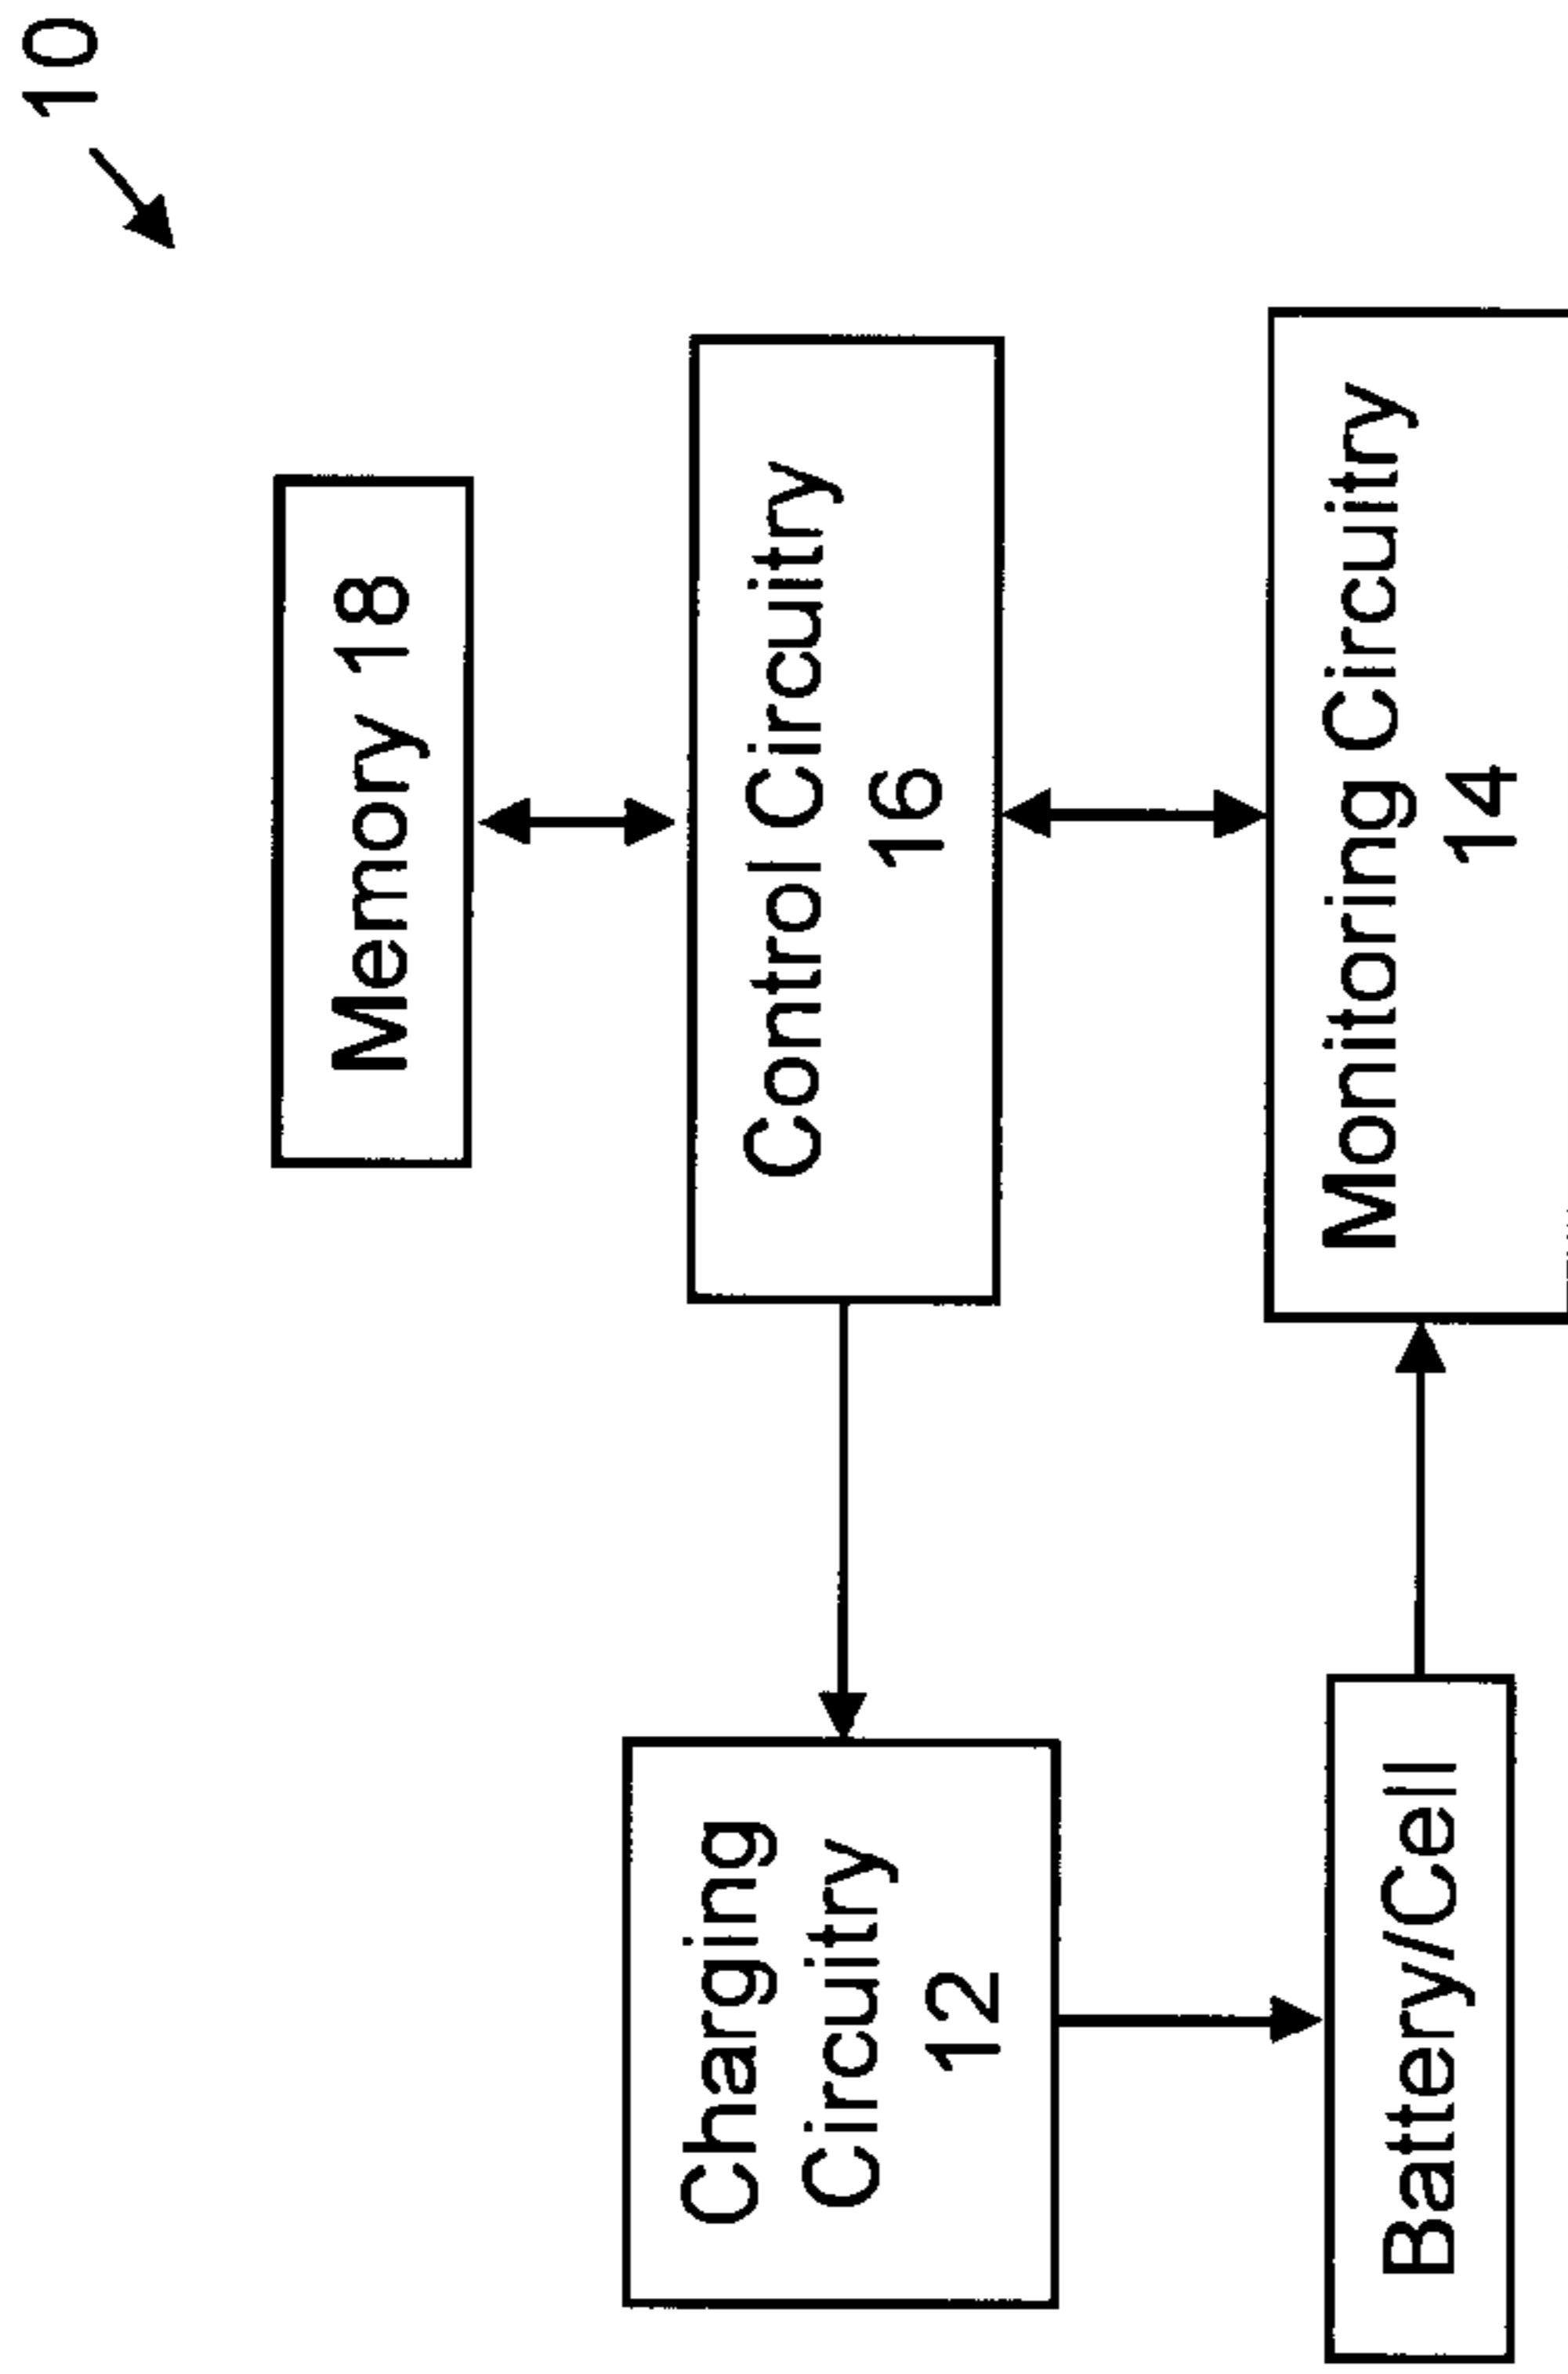 10
Memory 18
Control Circuitry
16
Charging
Circuitry
12
Monitoring Circuitry
14
Battery/Cell